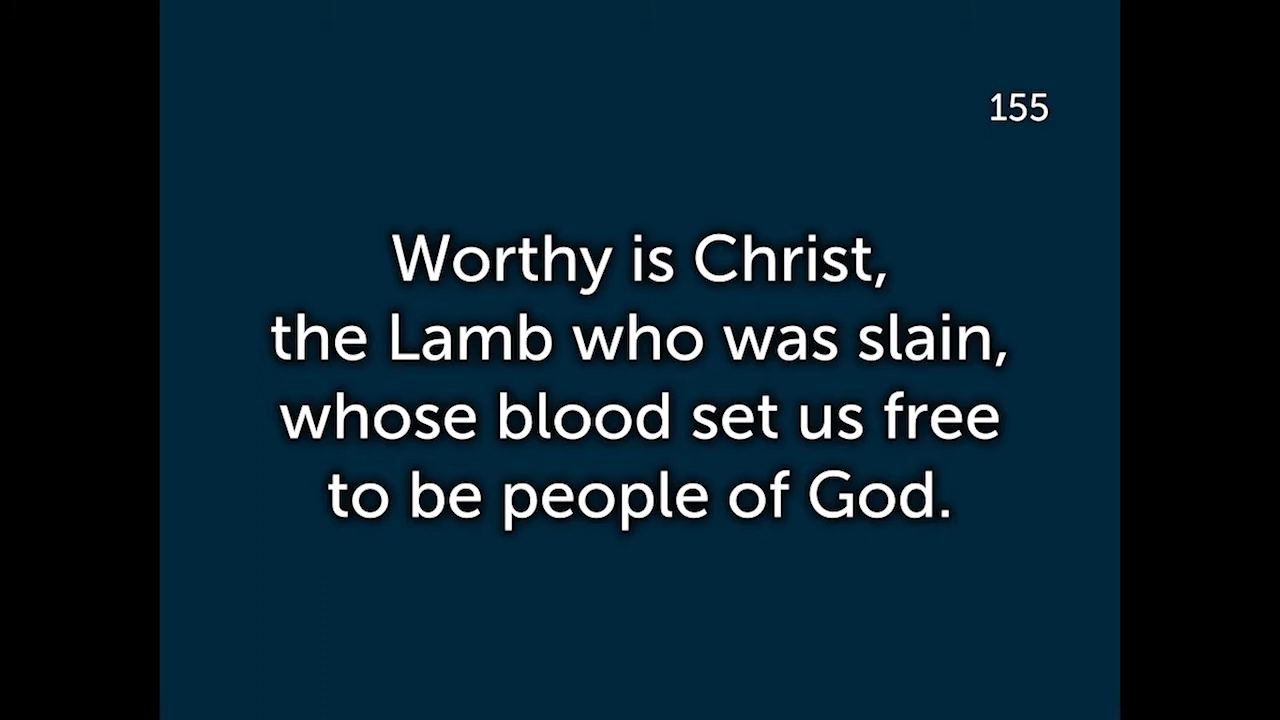 155
Worthy is Christ,
the Lamb who was slain,
whose blood set us free
to be people of God.